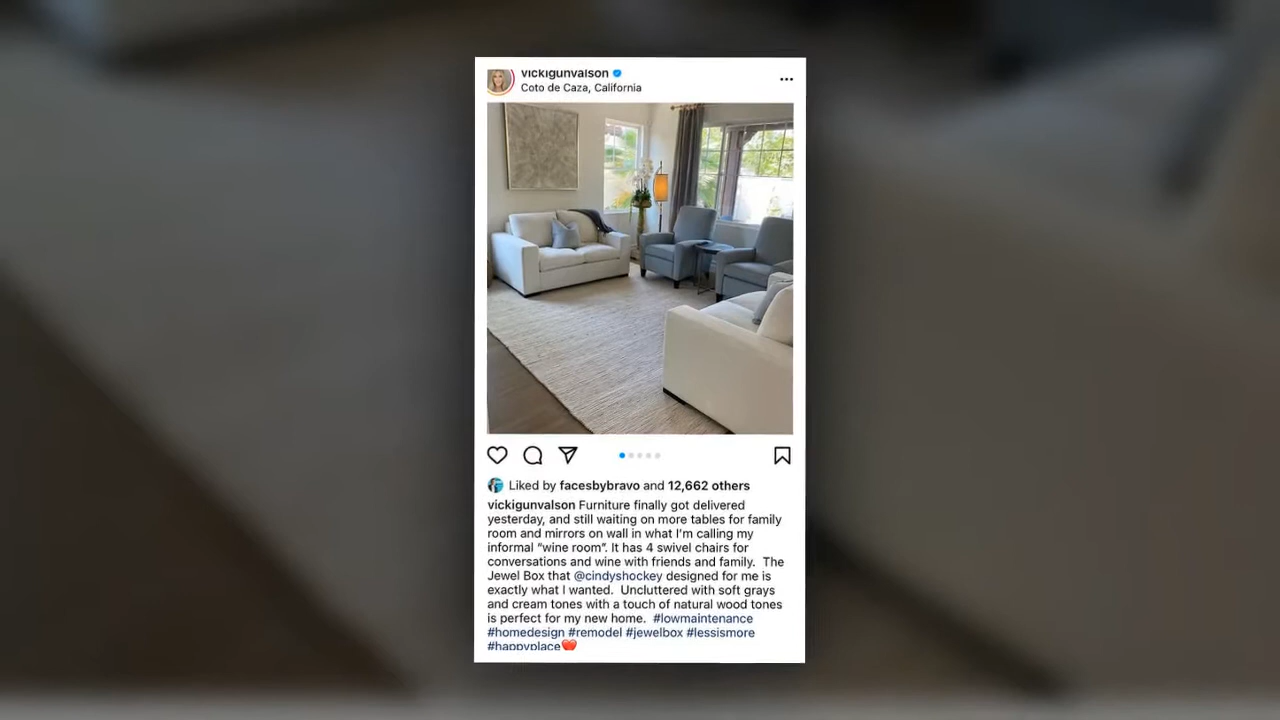 vickigunvalson
Coto de Caza, California
Liked by facesbybravo and 12,662 others
vickigunvalson Furniture finally got delivered
yesterday, and still waiting on more tables for family
room and mirrors on wall in what I'm calling my
informal “wine room”. It has 4 swivel chairs for
conversations and wine with friends and family. The
Jewel Box that @cindyshockey designed for me is
exactly what I wanted. Uncluttered with soft grays
and cream tones with a touch of natural wood tones
is perfect for my new home. #lowmaintenance
#homedesign #remodel #jewelbox #lessismore
#happyplace❤️